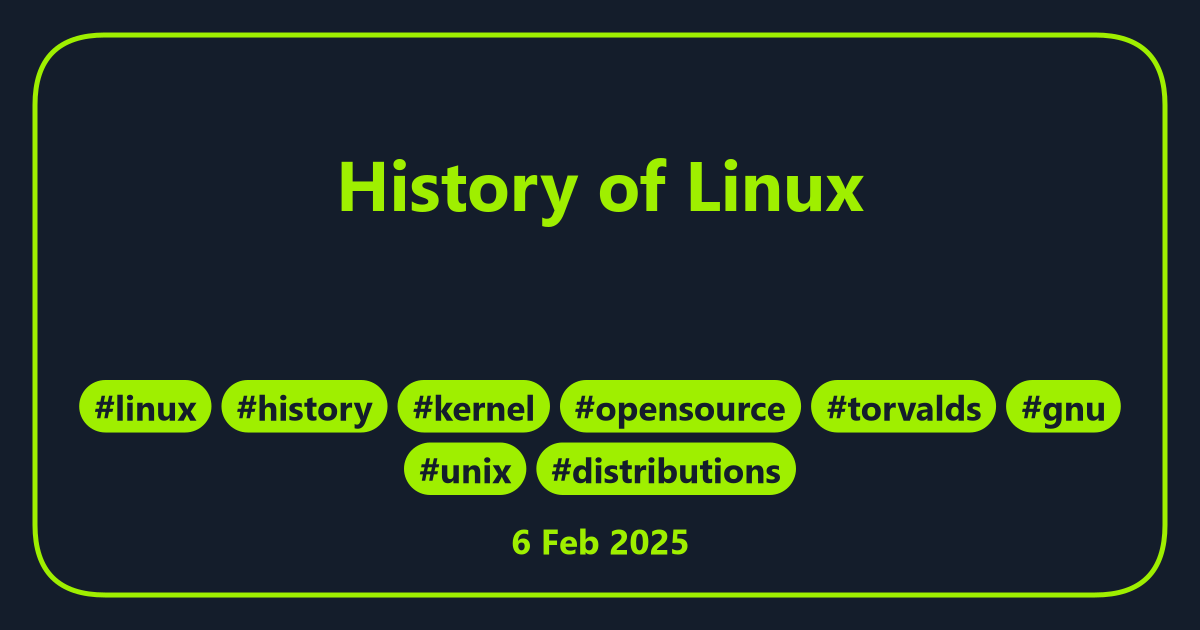 History of Linux
#linux #history #kernel #opensource #torvalds #gnu
#unix #distributions
6 Feb 2025